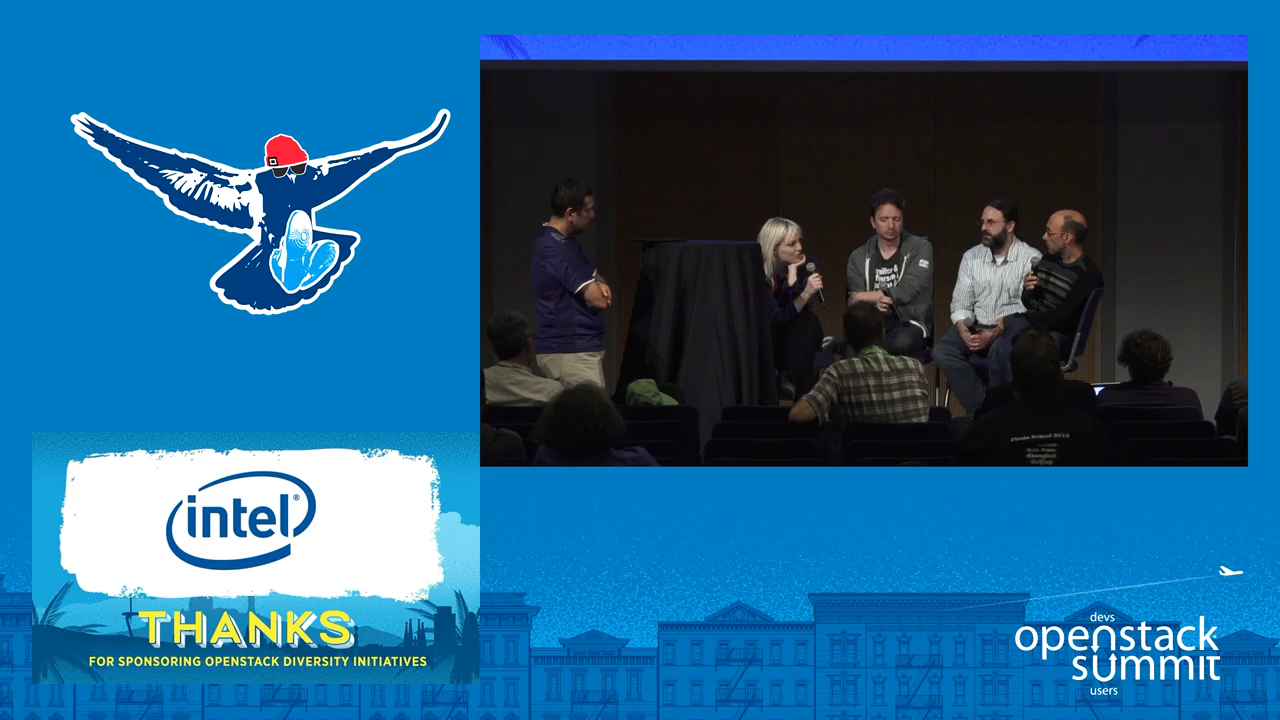 intel®
THANKS
FOR SPONSORING OPENSTACK DIVERSITY INITIATIVES
devs
openstack
summit
users